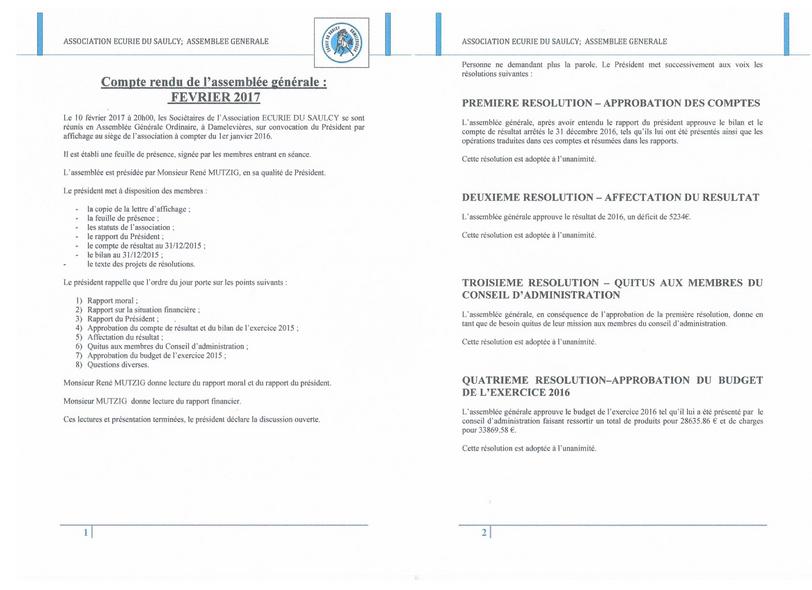 ASSOCIATION ECURIE DU SAULCY; ASSEMBLEE GENERALE
Compte rendu de l'assemblée générale :
FEVRIER 2017
Le 10 février 2017 à 20h00, les Sociétaires de l'Association ECURIE DU SAULCY se sont
réunis en Assemblée Générale Ordinaire, à Damelevières, sur convocation du Président par
affichage au siège de l'association à compter du 1er janvier 2016.
Il est établi une feuille de présence, signée par les membres entrant en séance.
L'assemblée est présidée par Monsieur René MUTZIG, en sa qualité de Président.
Le président met à disposition des membres :
- la copie de la lettre d'affichage ;
- la feuille de présence ;
- les statuts de l'association ;
- le rapport du Président ;
- le compte de résultat au 31/12/2015 ;
- le bilan au 31/12/2015 ;
- le texte des projets de résolutions.
Le président rappelle que l'ordre du jour porte sur les points suivants :
1) Rapport moral ;
2) Rapport sur la situation financière ;
3) Rapport du Président ;
4) Approbation du compte de résultat et du bilan de l'exercice 2015 ;
5) Affectation du résultat ;
6) Quitus aux membres du Conseil d'administration ;
7) Approbation du budget de l'exercice 2015 ;
8) Questions diverses.
Monsieur René MUTZIG donne lecture du rapport moral et du rapport du président.
Monsieur MUTZIG donne lecture du rapport financier.
Ces lectures et présentation terminées, le président déclare la discussion ouverte.
1
ASSOCIATION ECURIE DU SAULCY; ASSEMBLEE GENERALE
Personne ne demandant plus la parole, Le Président met successivement aux voix les
résolutions suivantes :
PREMIERE RESOLUTION – APPROBATION DES COMPTES
L'assemblée générale, après avoir entendu le rapport du président approuve le bilan et le
compte de résultat arrêtés le 31 décembre 2016, tels qu'ils lui ont été présentés ainsi que les
opérations traduites dans ces comptes et résumées dans les rapports.
Cette résolution est adoptée à l'unanimité.
DEUXIEME RESOLUTION – AFFECTATION DU RESULTAT
L'assemblée générale approuve le résultat de 2016, un déficit de 5234€.
Cette résolution est adoptée à l'unanimité.
TROISIEME RESOLUTION – QUITUS AUX MEMBRES DU
CONSEIL D'ADMINISTRATION
L'assemblée générale, en conséquence de l'approbation de la première résolution, donne en
tant que de besoin quitus de leur mission aux membres du conseil d'administration.
Cette résolution est adoptée à l'unanimité.
QUATRIEME RESOLUTION–APPROBATION DU BUDGET
DE L'EXERCICE 2016
L'assemblée générale approuve le budget de l'exercice 2016 tel qu'il lui a été présenté par le
conseil d'administration faisant ressortir un total de produits pour 28635.86 € et de charges
pour 33869.58 €.
Cette résolution est adoptée à l'unanimité.
2